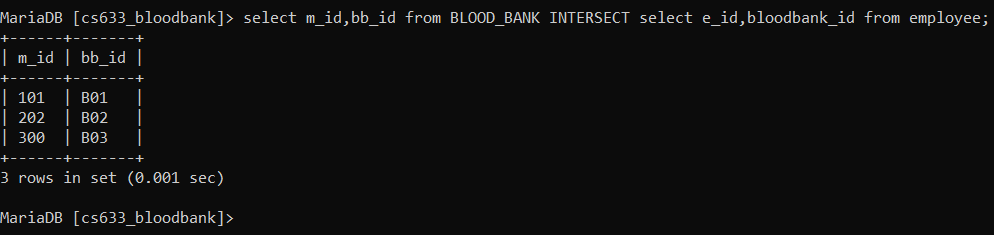 MariaDB [cs633_bloodbank]> select m_id,bb_id from BLOOD_BANK INTERSECT select e_id,bloodbank_id from employee;
+------+-------+
| m_id | bb_id |
+------+-------+
| 101  | B01   |
| 202  | B02   |
| 300  | B03   |
+------+-------+
3 rows in set (0.001 sec)
MariaDB [cs633_bloodbank]>